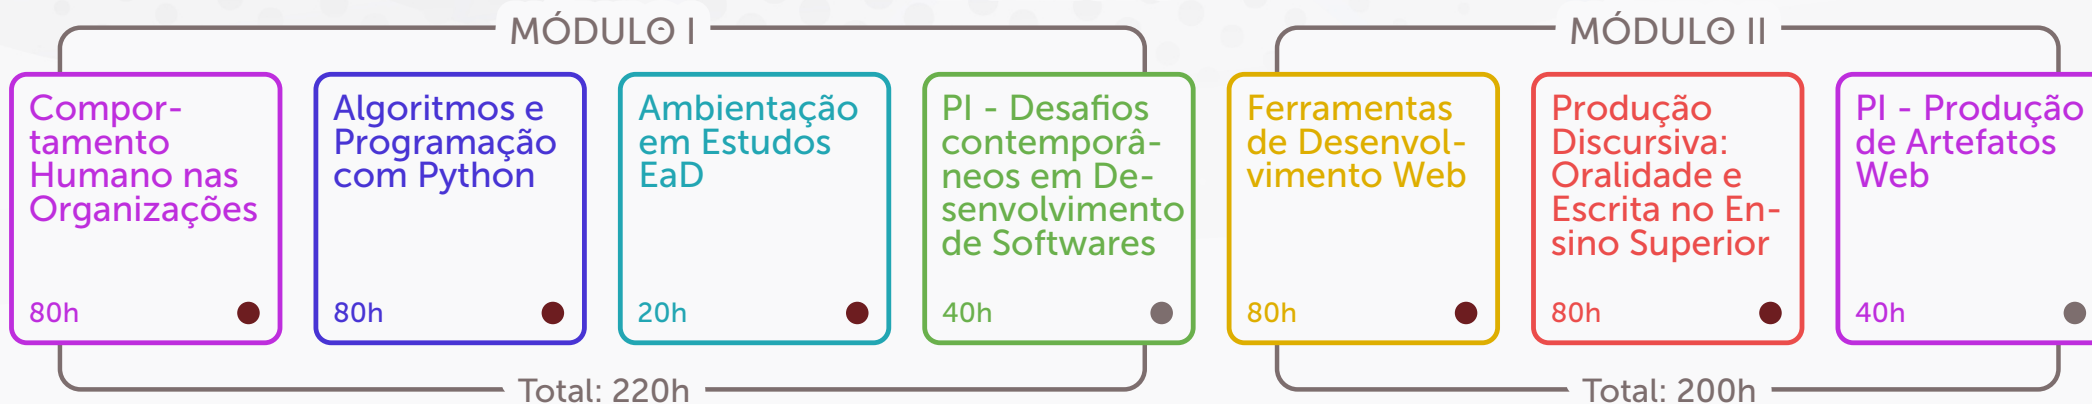 MÓDULO I
Compor-
tamento
Humano nas
Organizações
80h
Algoritmos e
Programação
com Python
80h
Ambientação
em Estudos
EaD
20h
PI - Desafios
contemporâ-
neos em De-
senvolvimento
de Softwares
40h
Total: 220h
MÓDULO II
Ferramentas
de Desenvol-
vimento Web
80h
Produção
Discursiva:
Oralidade e
Escrita no En-
sino Superior
80h
PI - Produção
de Artefatos
Web
40h
Total: 200h